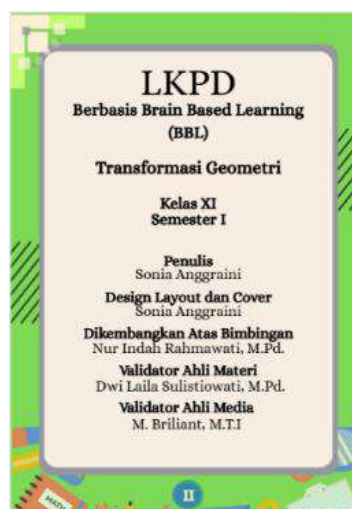 LKPD
Berbasis Brain Based Learning
(BBL)
Transformasi Geometri
Kelas XI
Semester I
Penulis
Sonia Anggraini
Design Layout dan Cover
Sonia Anggraini
Dikembangkan Atas Bimbingan
Nur Indah Rahmawati, M.Pd.
Validator Ahli Materi
Dwi Laila Sulistiowati, M.Pd.
Validator Ahli Media
M. Briliant, M.T.I
MATH
II